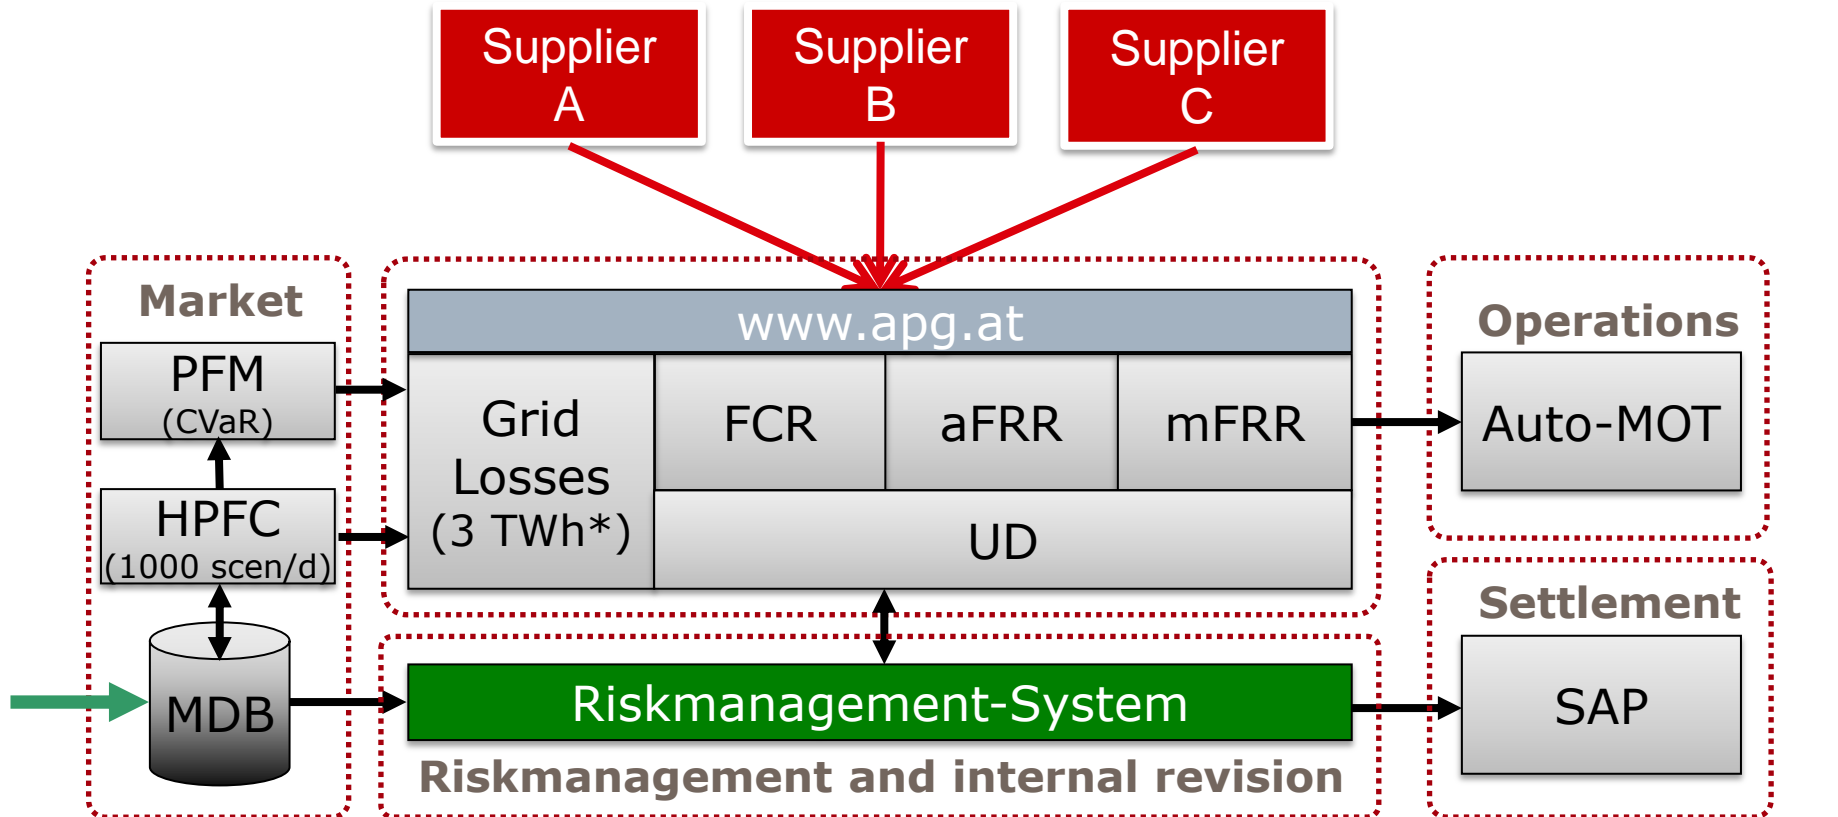 Supplier
A
Supplier
B
Supplier
C
Market
PFM
(CVaR)
HPFC
(1000 scen/d)
MDB
www.apg.at
Grid
Losses
(3 TWh*)
FCR
aFRR
mFRR
UD
Riskmanagement-System
Riskmanagement and internal revision
Operations
Auto-MOT
Settlement
SAP